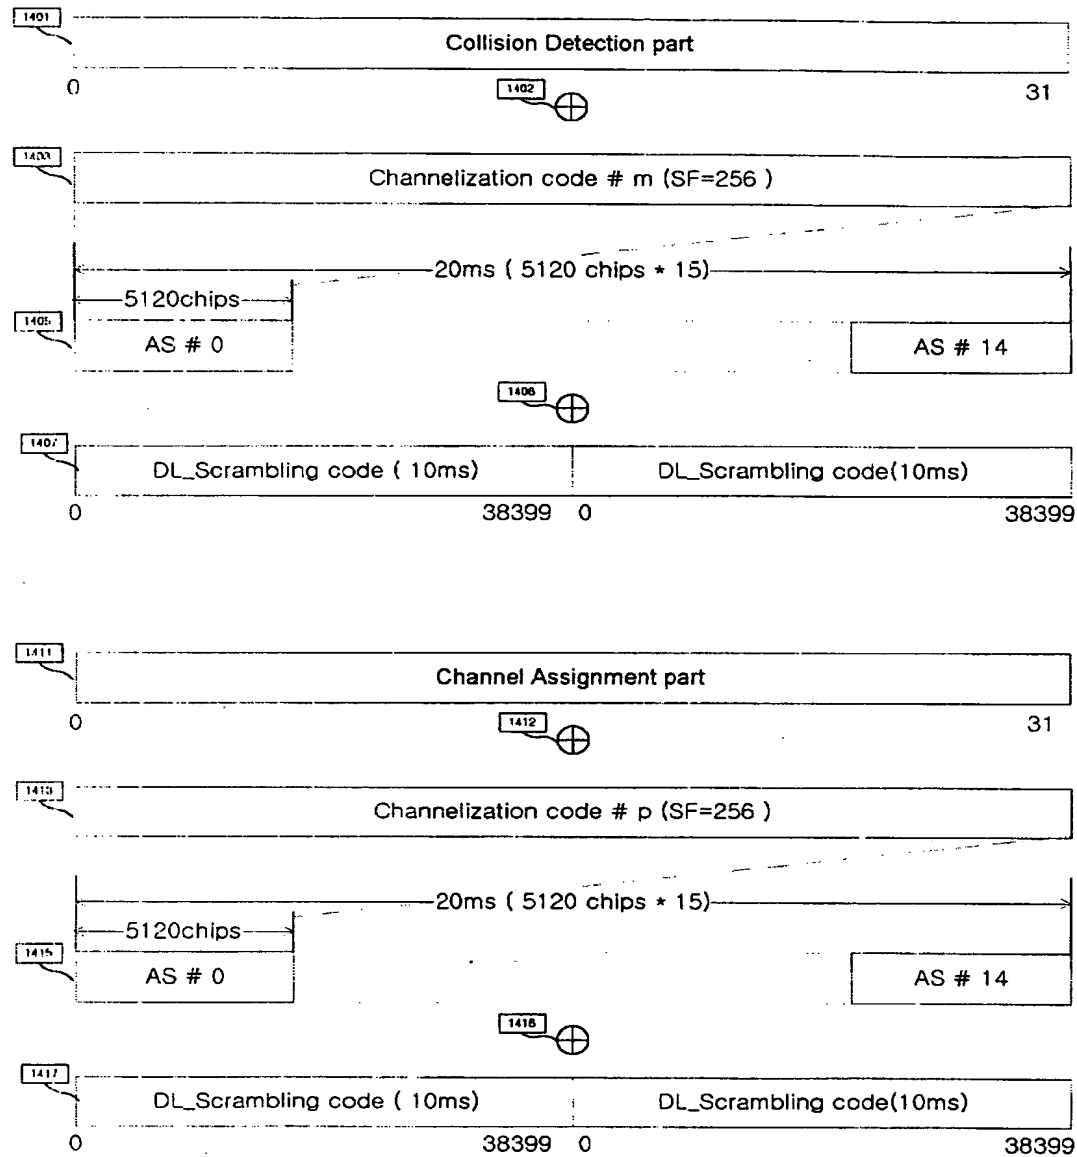 1401
Collision Detection part
0
31
1402
1403
Channelization code # m (SF=256 )
20ms ( 5120 chips * 15)
5120chips
1405
AS # 0
AS # 14
1406
1407
DL_Scrambling code ( 10ms)
DL_Scrambling code(10ms)
0
38399
0
38399
1411
Channel Assignment part
0
31
1412
1413
Channelization code # p (SF=256 )
20ms ( 5120 chips * 15)
5120chips
1415
AS # 0
AS # 14
1416
1417
DL_Scrambling code ( 10ms)
DL_Scrambling code(10ms)
0
38399
0
38399